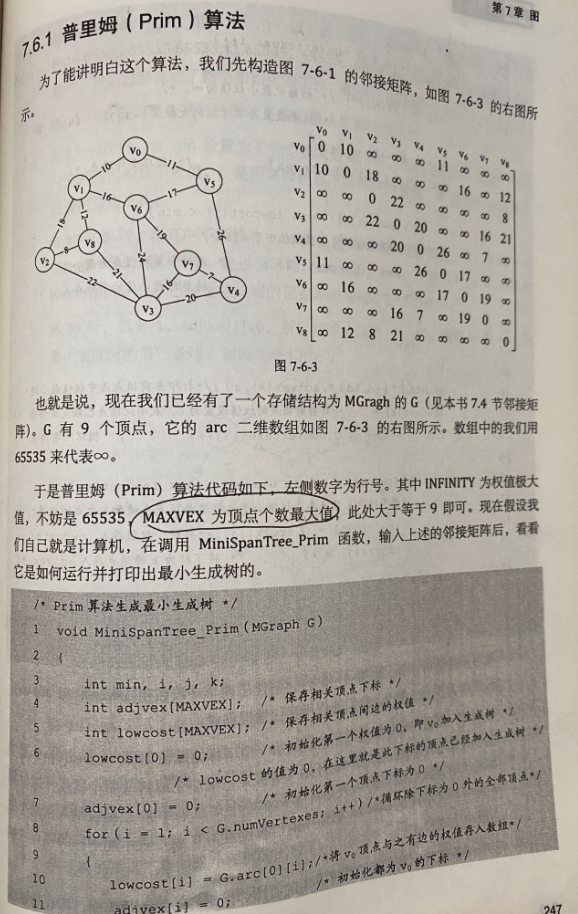 第7章 图
7.6.1 普里姆(Prim)算法
为了能讲明白这个算法,我们先构造图 7-6-1 的邻接矩阵,如图 7-6-3 的右图所
示。
V0 10 11 V1 16 V6 17 V5 18 12 V8 8 V2 21 22 24 19 V7 16 7 26 V4 20 V3
V0 V1 V2 V3 V4 V5 V6 V7 V8
V0 0 10 ∞ ∞ ∞ 11 ∞ ∞ ∞
V1 10 0 18 ∞ ∞ ∞ 16 ∞ 12
V2 ∞ ∞ 0 22 ∞ ∞ ∞ ∞ 8
V3 ∞ ∞ 22 0 20 ∞ ∞ 16 21
V4 ∞ ∞ ∞ 20 0 26 ∞ 7 ∞
V5 11 ∞ ∞ ∞ 26 0 17 ∞ ∞
V6 ∞ 16 ∞ ∞ ∞ 17 0 19 ∞
V7 ∞ ∞ ∞ 16 7 ∞ 19 0 ∞
V8 ∞ 12 8 21 ∞ ∞ ∞ ∞ 0
图 7-6-3
也就是说,现在我们已经有了一个存储结构为 MGragh 的 G(见本书 7.4 节邻接矩
阵)。G 有 9 个顶点,它的 arc 二维数组如图 7-6-3 的右图所示。数组中的我们用
65535 来代表∞。
于是普里姆(Prim)算法代码如下,左侧数字为行号。其中 INFINITY 为权值极大
值,不妨是 65535,MAXVEX 为顶点个数最大值,此处大于等于 9 即可。现在假设我
们自己就是计算机,在调用 MiniSpanTree_Prim 函数,输入上述的邻接矩阵后,看看
它是如何运行并打印出最小生成树的。
/* Prim 算法生成最小生成树 */
1 void MiniSpanTree_Prim(MGraph G)
2 {
3 int min, i, j, k;
4 int adjvex[MAXVEX]; /* 保存相关顶点下标 */
5 int lowcost[MAXVEX]; /* 保存相关顶点间边的权值 */
6 lowcost[0] = 0; /* 初始化第一个权值为 0,即 v0 加入生成树 */
/* lowcost 的值为 0,在这里就是此下标的顶点已经加入生成树 */
7 adjvex[0] = 0; /* 初始化第一个顶点下标为 0 */
8 for(i = 1; i < G.numVertexes; i++)/*循环除下标为 0 外的全部顶点*/
9 {
10 lowcost[i] = G.arc[0][i];/*将 v0 顶点与之有边的权值存入数组*/
11 adjvex[i] = 0; /* 初始化都为 v0 的下标 */
247